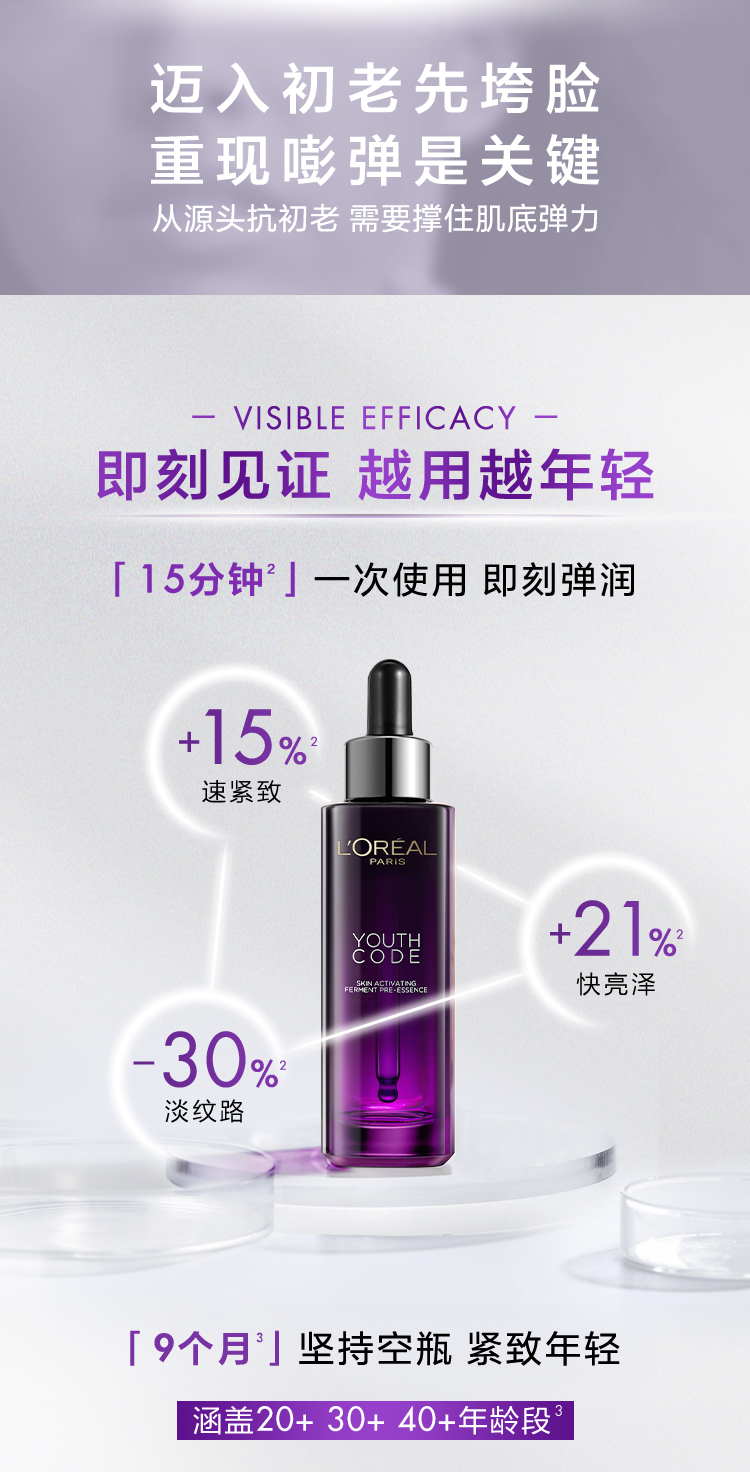 迈入初老先垮脸
重现嘭弹是关键
从源头抗初老 需要撑住肌底弹力
— VISIBLE EFFICACY —
即刻见证 越用越年轻
「15分钟²」一次使用 即刻弹润
+15%²
速紧致
L'ORÉAL
PARIS
+21%²
快亮泽
YOUTH
CODE
SKIN ACTIVATING
FERMENT PRE-ESSENCE
-30%²
淡纹路
「9个月³」坚持空瓶 紧致年轻
涵盖20+ 30+ 40+年龄段³